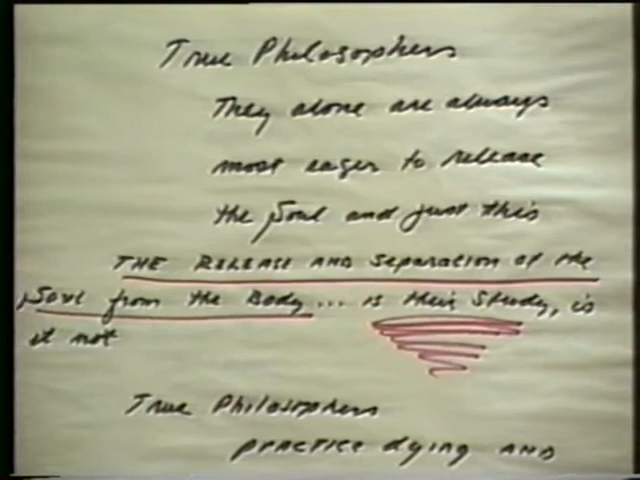 True Philosophers
They alone are always
most eager to release
the Soul and just this
THE RELEASE AND Separation of the
Soul from the Body... is their Study, is
it not
True Philosophers
practice dying AND